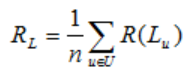 R_L = \frac{1}{n} \sum_{u \in U} R(L_u)